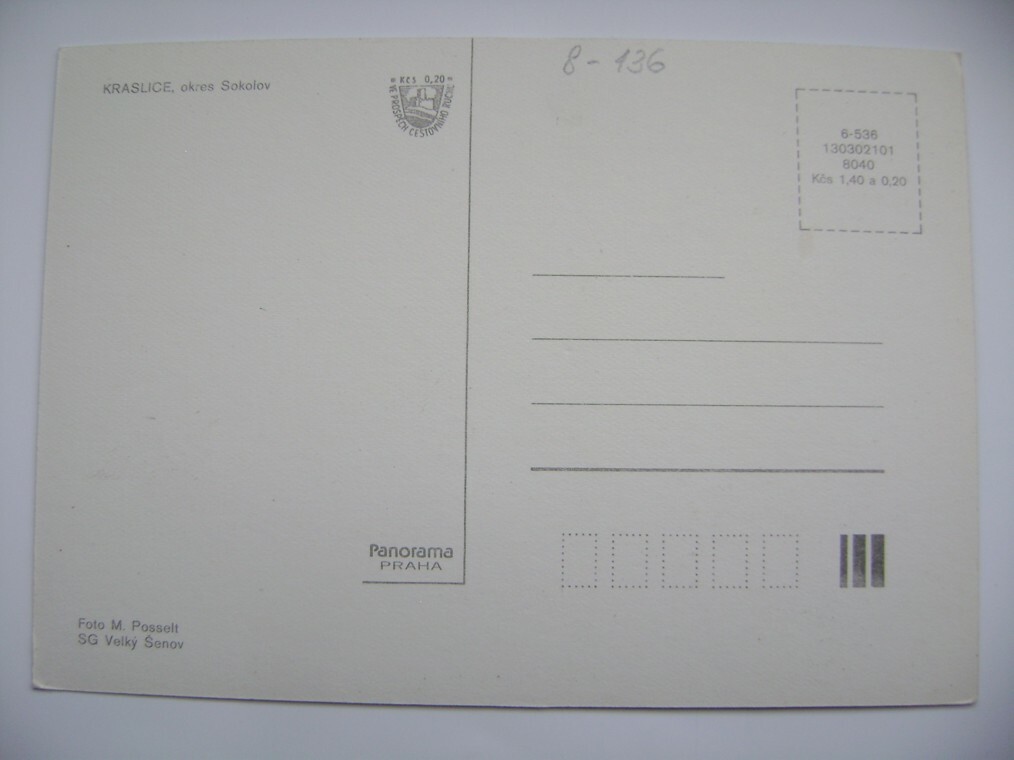 KRASLICE, okres Sokolov
Kčs 0,20
VE PROSPĚCH CESTOVNÍHO RUCHU
8-136
6-536
130302101
8040
Kčs 1,40 a 0,20
Panorama
PRAHA
Foto M. Posselt
SG Velký Šenov